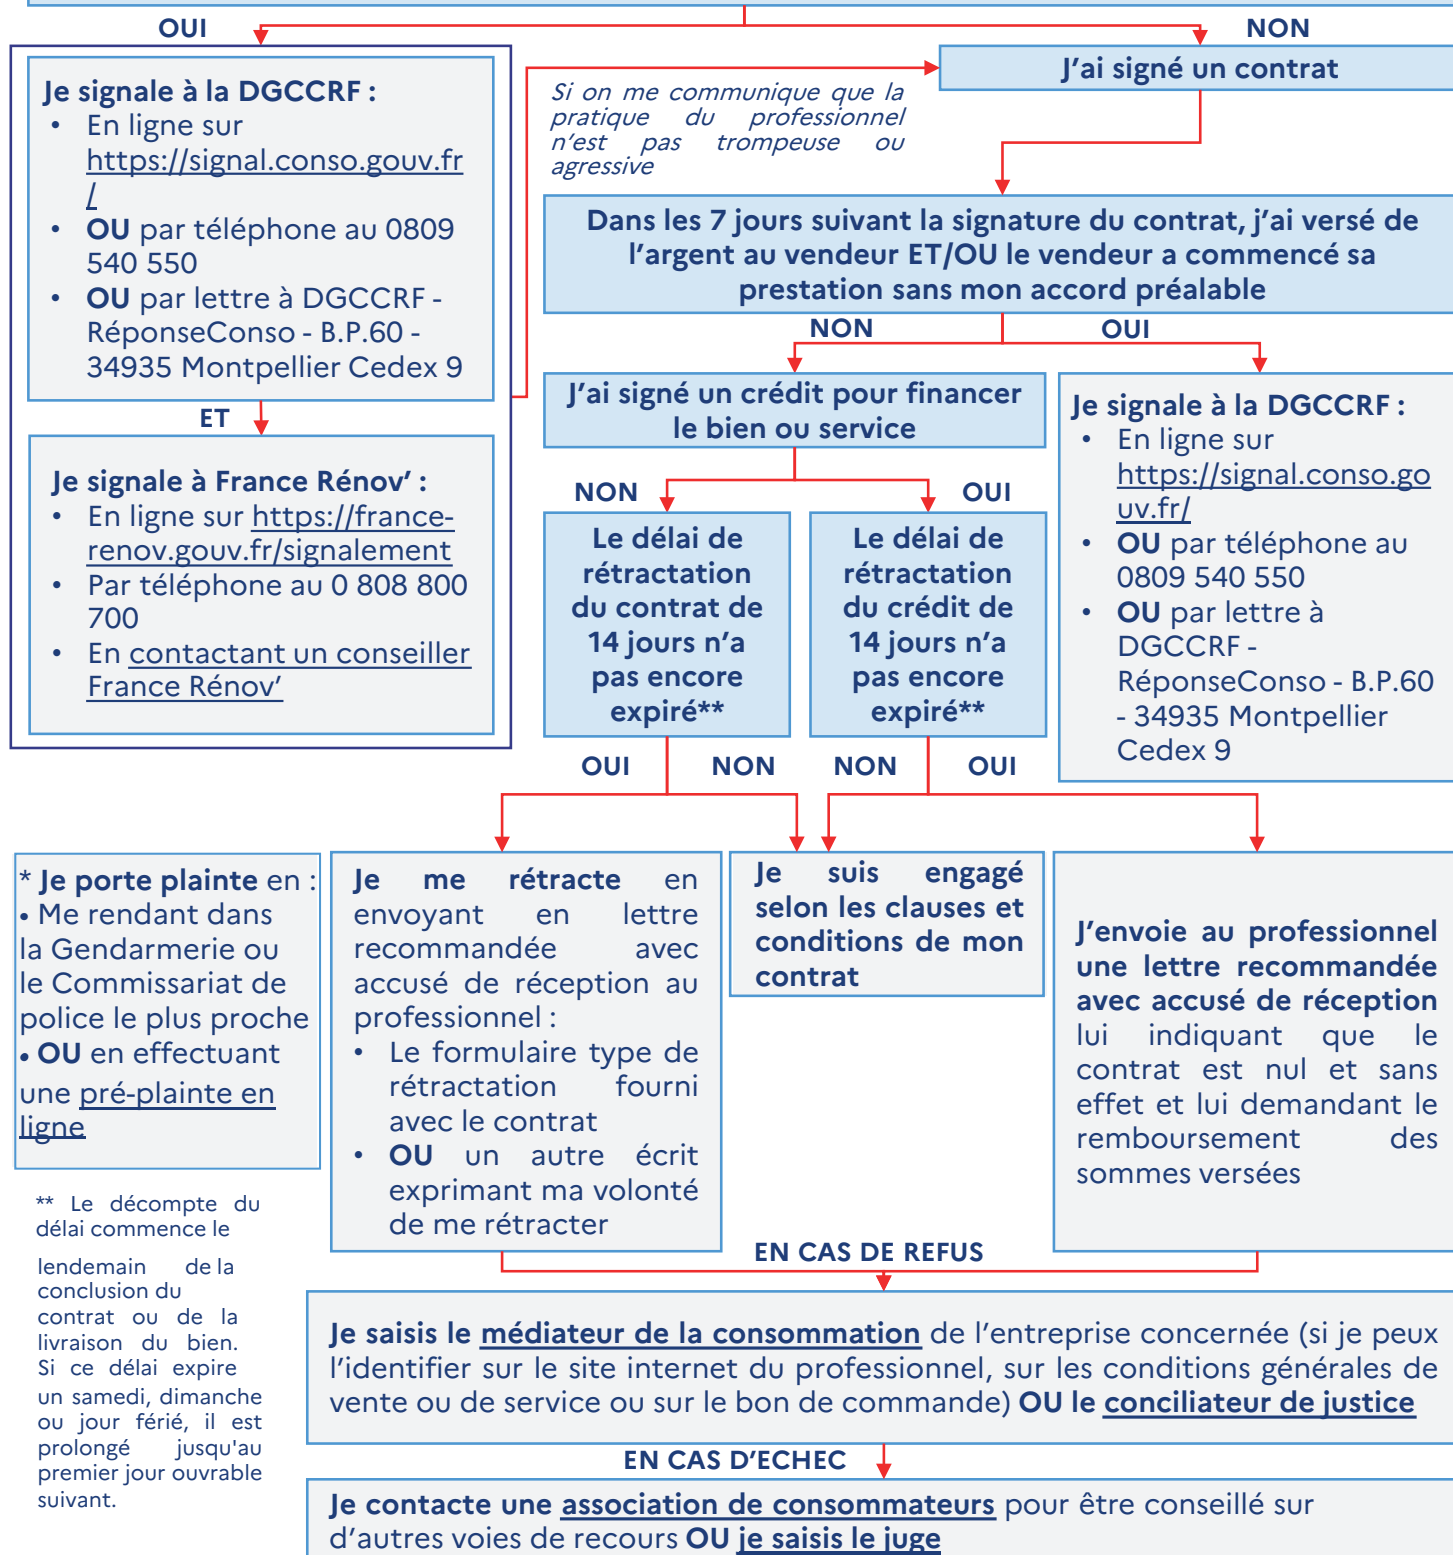 OUI
NON
Je signale à la DGCCRF :
• En ligne sur
https://signal.conso.gouv.fr
/
• OU par téléphone au 0809
540 550
• OU par lettre à DGCCRF -
RéponseConso - B.P.60 -
34935 Montpellier Cedex 9
ET
Je signale à France Rénov' :
• En ligne sur https://france-
renov.gouv.fr/signalement
• Par téléphone au 0 808 800
700
• En contactant un conseiller
France Rénov'
Si on me communique que la
pratique du professionnel
n'est pas trompeuse ou
agressive
J'ai signé un contrat
Dans les 7 jours suivant la signature du contrat, j'ai versé de
l'argent au vendeur ET/OU le vendeur a commencé sa
prestation sans mon accord préalable
NON
OUI
J'ai signé un crédit pour financer
le bien ou service
Je signale à la DGCCRF :
• En ligne sur
https://signal.conso.go
uv.fr/
• OU par téléphone au
0809 540 550
• OU par lettre à
DGCCRF -
RéponseConso - B.P.60
- 34935 Montpellier
Cedex 9
NON
OUI
Le délai de
rétractation
du contrat de
14 jours n'a
pas encore
expiré**
Le délai de
rétractation
du crédit de
14 jours n'a
pas encore
expiré**
OUI
NON
NON
OUI
* Je porte plainte en :
• Me rendant dans
la Gendarmerie ou
le Commissariat de
police le plus proche
• OU en effectuant
une pré-plainte en
ligne
Je me rétracte en
envoyant en lettre
recommandée avec
accusé de réception au
professionnel :
• Le formulaire type de
rétractation fourni
avec le contrat
• OU un autre écrit
exprimant ma volonté
de me rétracter
Je suis engagé
selon les clauses et
conditions de mon
contrat
J'envoie au professionnel
une lettre recommandée
avec accusé de réception
lui indiquant que le
contrat est nul et sans
effet et lui demandant le
remboursement des
sommes versées
** Le décompte du
délai commence le
lendemain de la
conclusion du
contrat ou de la
livraison du bien.
Si ce délai expire
un samedi, dimanche
ou jour férié, il est
prolongé jusqu'au
premier jour ouvrable
suivant.
EN CAS DE REFUS
Je saisis le médiateur de la consommation de l'entreprise concernée (si je peux
l'identifier sur le site internet du professionnel, sur les conditions générales de
vente ou de service ou sur le bon de commande) OU le conciliateur de justice
EN CAS D'ECHEC
Je contacte une association de consommateurs pour être conseillé sur
d'autres voies de recours OU je saisis le juge